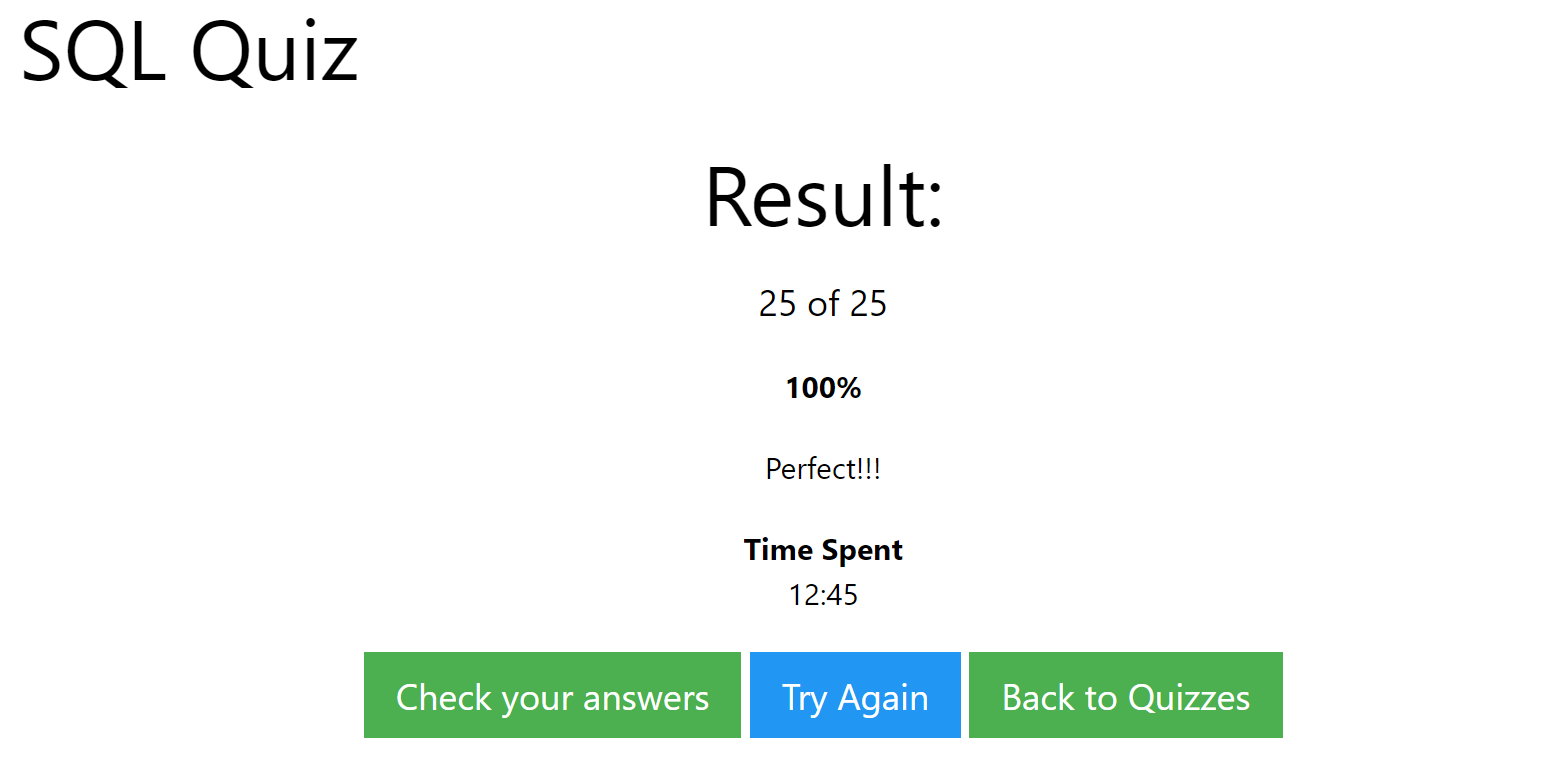 SQL Quiz
Result:
25 of 25
100%
Perfect!!!
Time Spent
12:45
Check your answers
Try Again
Back to Quizzes